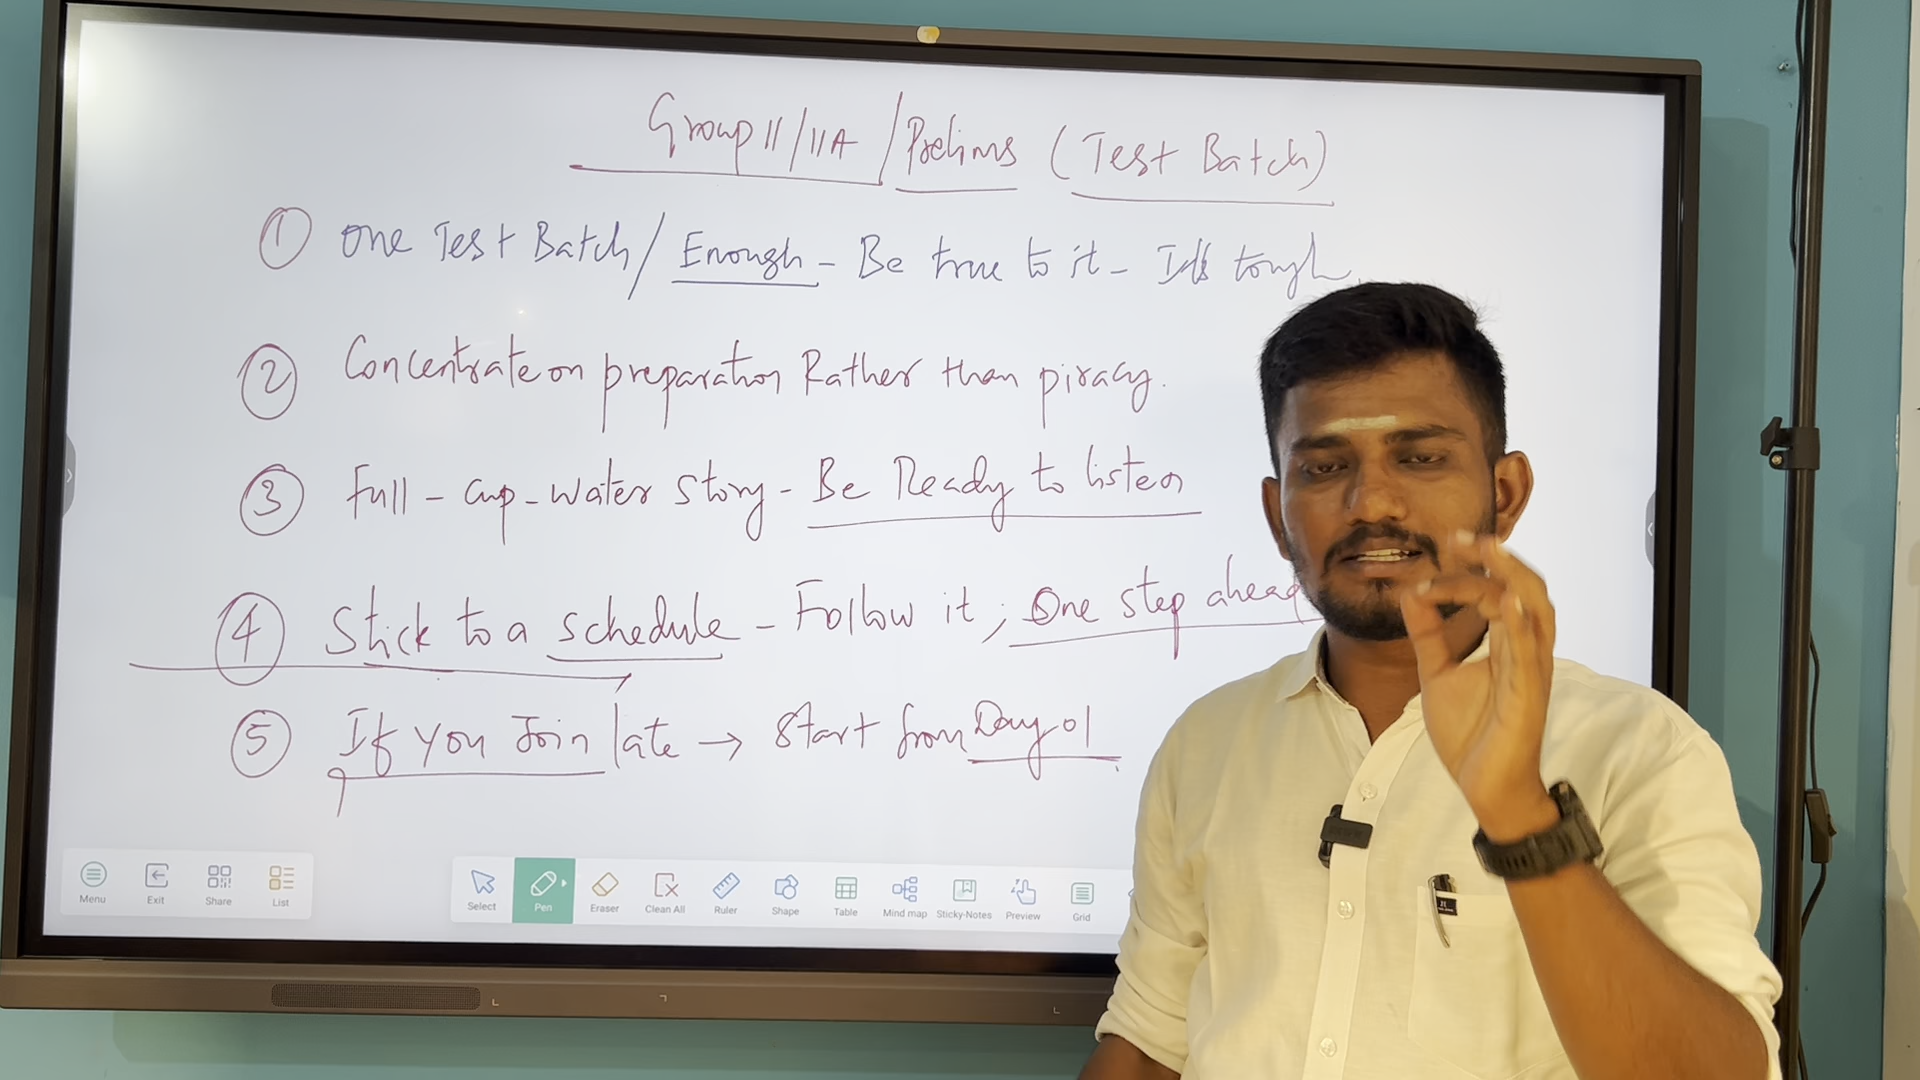 Group II/IIA/Prelims (Test Batch)
① One Test Batch/Enough - Be true to it - It's tough
② Concentrate on preparation Rather than piracy.
③ Full - cup - water story - Be Ready to listen
④ Stick to a schedule - Follow it; One step ahead
⑤ If you Join late → Start from Day 01
Menu Exit Share List Select Pen Eraser Clean All Ruler Shape Table Mind map Sticky-Notes Preview Grid